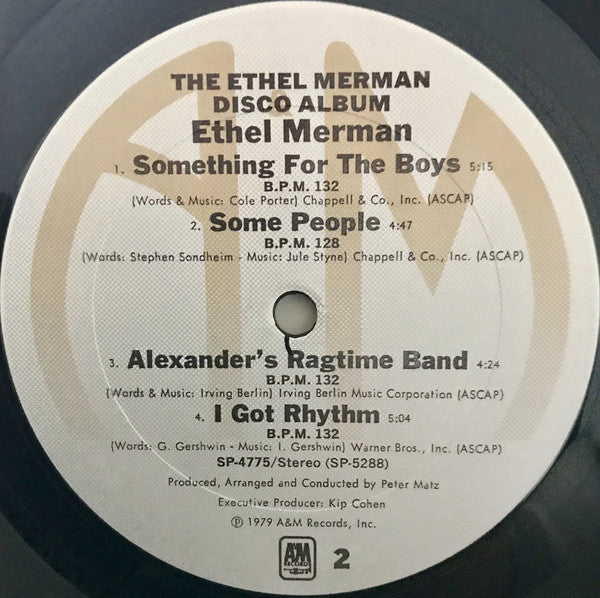 THE ETHEL MERMAN
DISCO ALBUM
Ethel Merman
1. Something For The Boys 5:15
B.P.M. 132
(Words & Music: Cole Porter) Chappell & Co., Inc. (ASCAP)
2. Some People 4:47
B.P.M. 128
(Words: Stephen Sondheim - Music: Jule Styne) Chappell & Co., Inc. (ASCAP)
3. Alexander's Ragtime Band 4:24
B.P.M. 132
(Words & Music: Irving Berlin) Irving Berlin Music Corporation (ASCAP)
4. I Got Rhythm 5:04
B.P.M. 132
(Words: G. Gershwin - Music: I. Gershwin) Warner Bros., Inc. (ASCAP)
SP-4775/Stereo (SP-5288)
Produced, Arranged and Conducted by Peter Matz
Executive Producer: Kip Cohen
℗ 1979 A&M Records, Inc.
A&M RECORDS 2